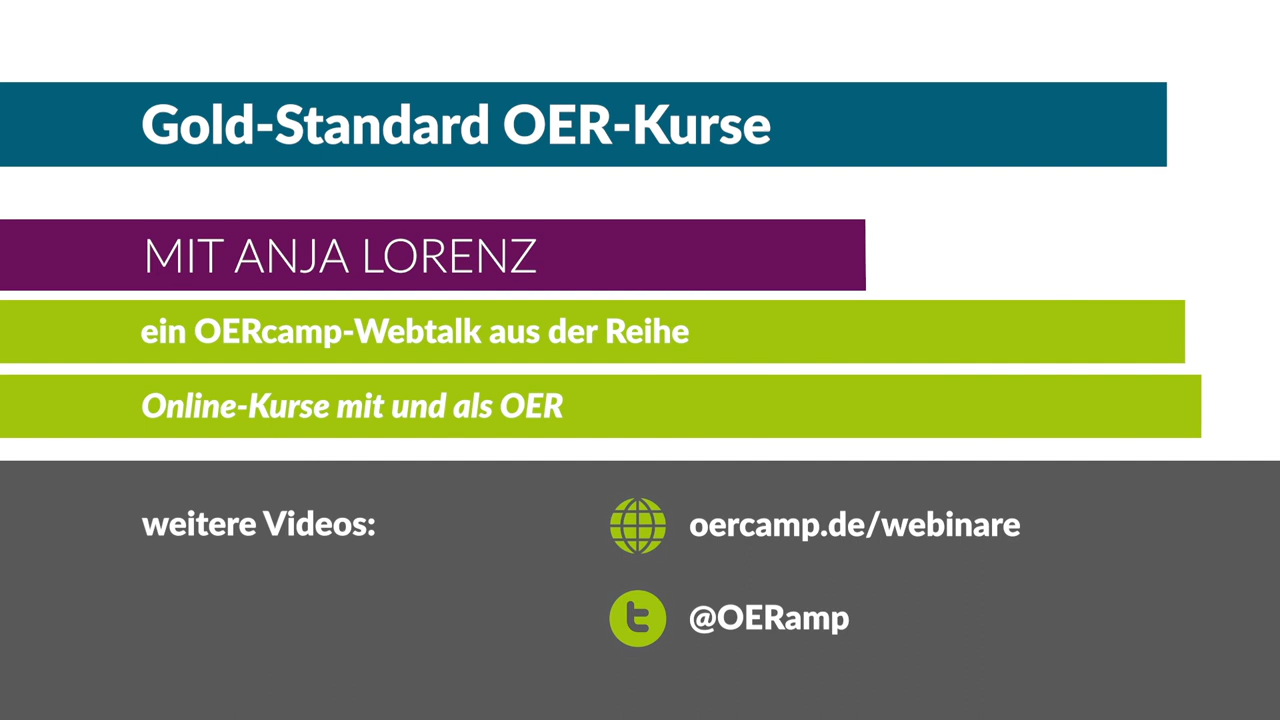 Gold-Standard OER-Kurse
MIT ANJA LORENZ
ein OERcamp-Webtalk aus der Reihe
Online-Kurse mit und als OER
weitere Videos:
oercamp.de/webinare
@OERamp